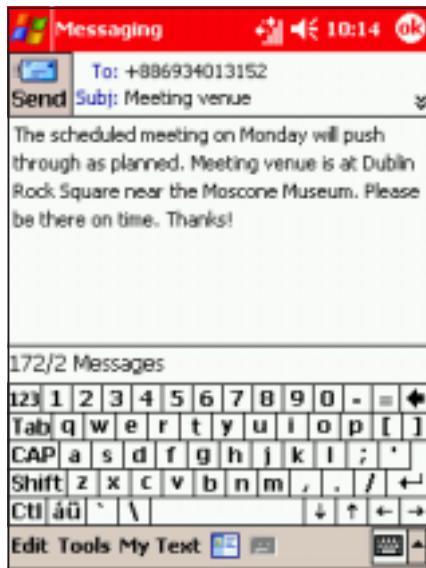 Messaging 10:14 ok
Send
To: +886934013152
Subj: Meeting venue
The scheduled meeting on Monday will push
through as planned. Meeting venue is at Dublin
Rock Square near the Moscone Museum. Please
be there on time. Thanks!
172/2 Messages
123 1 2 3 4 5 6 7 8 9 0 - =
Tab q w e r t y u i o p [ ]
CAP a s d f g h j k l ; '
Shift z x c v b n m , . /
Ctl áü ` \
Edit Tools My Text